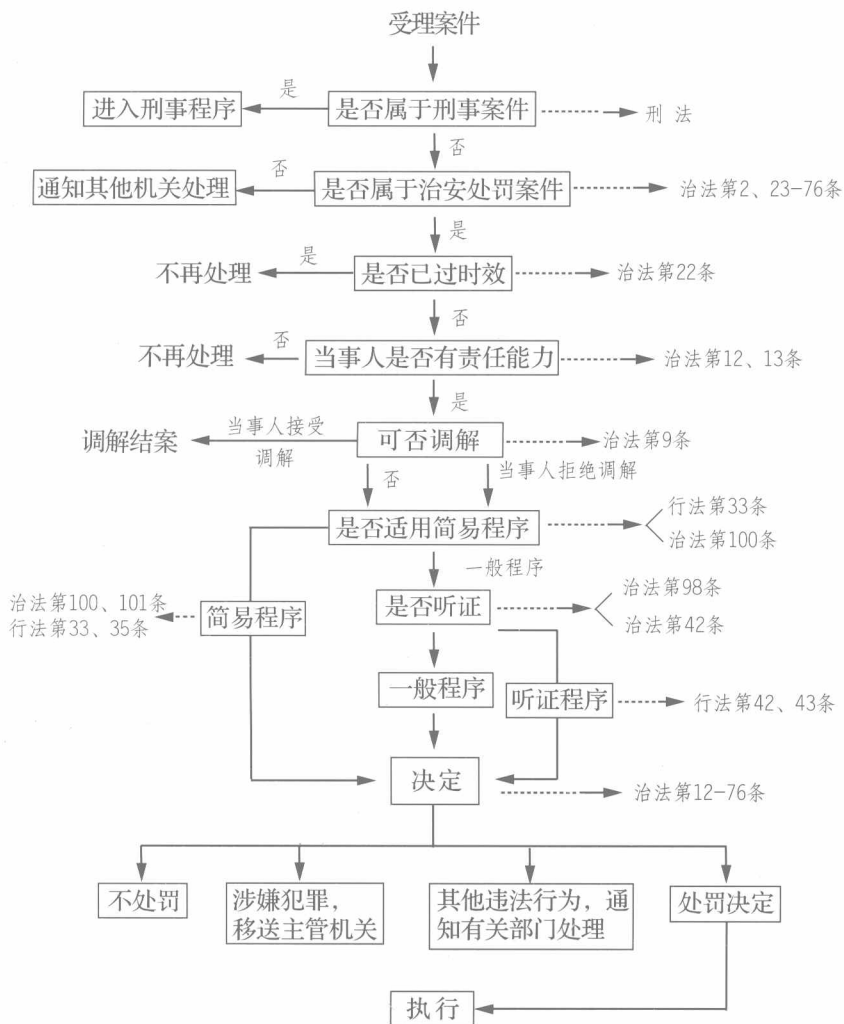 受理案件
是
进入刑事程序
是否属于刑事案件
刑 法
否
否
通知其他机关处理
是否属于治安处罚案件
治法第2、23-76条
是
是
不再处理
是否已过时效
治法第22条
否
否
不再处理
当事人是否有责任能力
治法第12、13条
是
当事人接受
调解
调解结案
可否调解
治法第9条
否
当事人拒绝调解
行法第33条
是否适用简易程序
治法第100条
一般程序
治法第98条
治法第100、101条
行法第33、35条
简易程序
是否听证
治法第42条
一般程序
听证程序
行法第42、43条
决定
治法第12-76条
不处罚
涉嫌犯罪，
移送主管机关
其他违法行为，通
知有关部门处理
处罚决定
执行